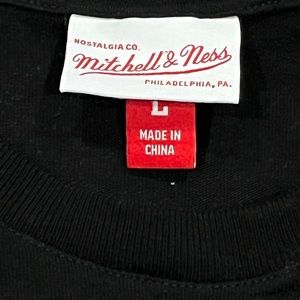 NOSTALGIA CO.
Mitchell & Ness
PHILADELPHIA, PA.
L
MADE IN
CHINA